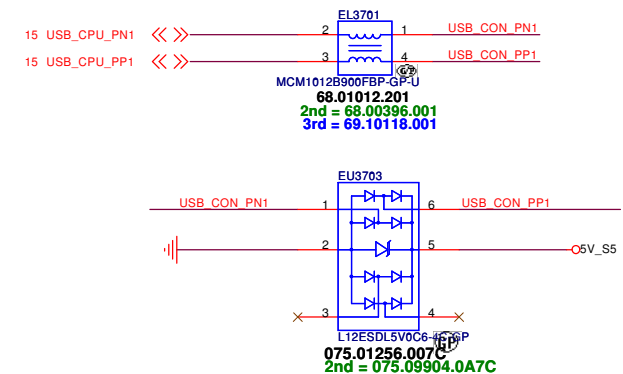 EL3701
15 USB_CPU_PN1 2 1 USB_CON_PN1
15 USB_CPU_PP1 3 4 USB_CON_PP1
MCM1012B900FBP-GP-U
68.01012.201
2nd = 68.00396.001
3rd = 69.10118.001
EU3703
USB_CON_PN1 1 6 USB_CON_PP1
2 5 5V_S5
3 4
GP
075.01256.007C
2nd = 075.09904.0A7C